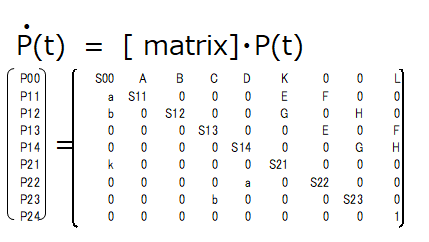 Ṗ(t) = [ matrix]·P(t)
P00 S00 A B C D K 0 0 L
P11 a S11 0 0 0 E F 0 0
P12 b 0 S12 0 0 G 0 H 0
P13 0 0 0 S13 0 0 E 0 F
P14 = 0 0 0 0 S14 0 0 G H
P21 k 0 0 0 0 S21 0 0 0
P22 0 0 0 0 a 0 S22 0 0
P23 0 0 0 b 0 0 0 S23 0
P24 0 0 0 0 0 0 0 0 1